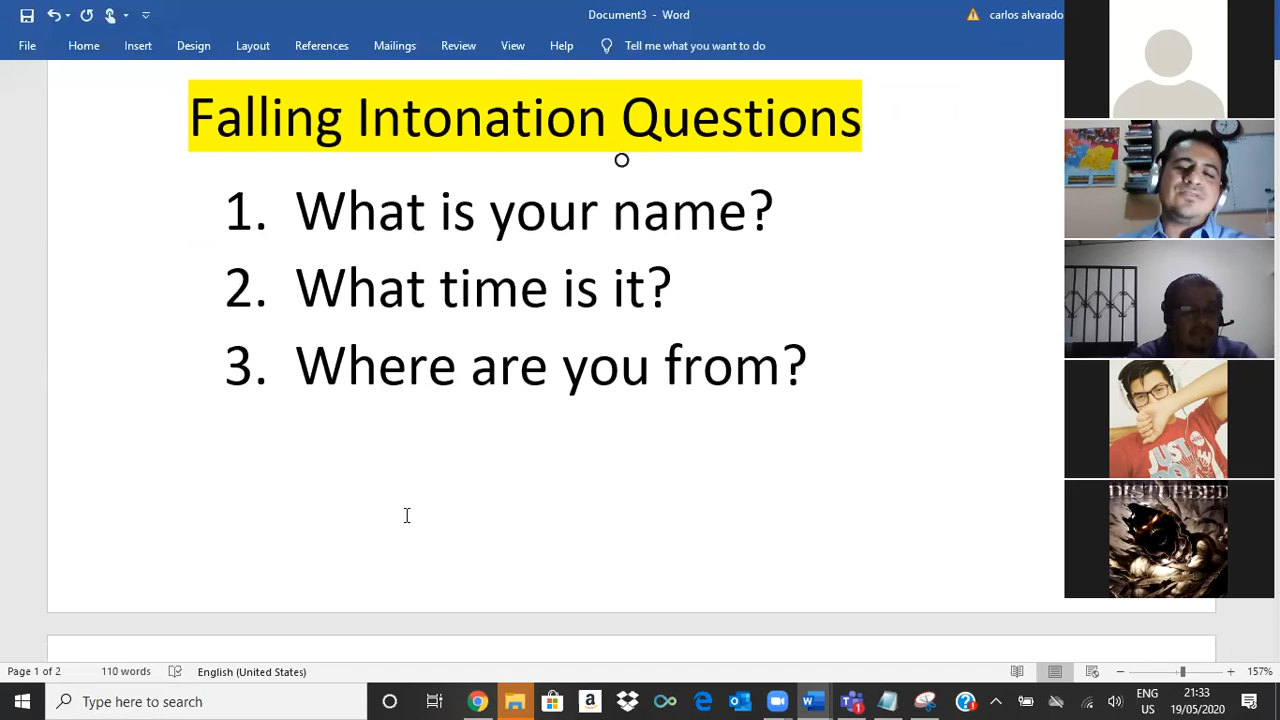 Document3 - Word
carlos alvarado
File Home Insert Design Layout References Mailings Review View Help Tell me what you want to do
Falling Intonation Questions
1. What is your name?
2. What time is it?
3. Where are you from?
JUST
DISTURBED
Page 1 of 2 110 words English (United States) 157%
Type here to search
ENG
US
21:33
19/05/2020